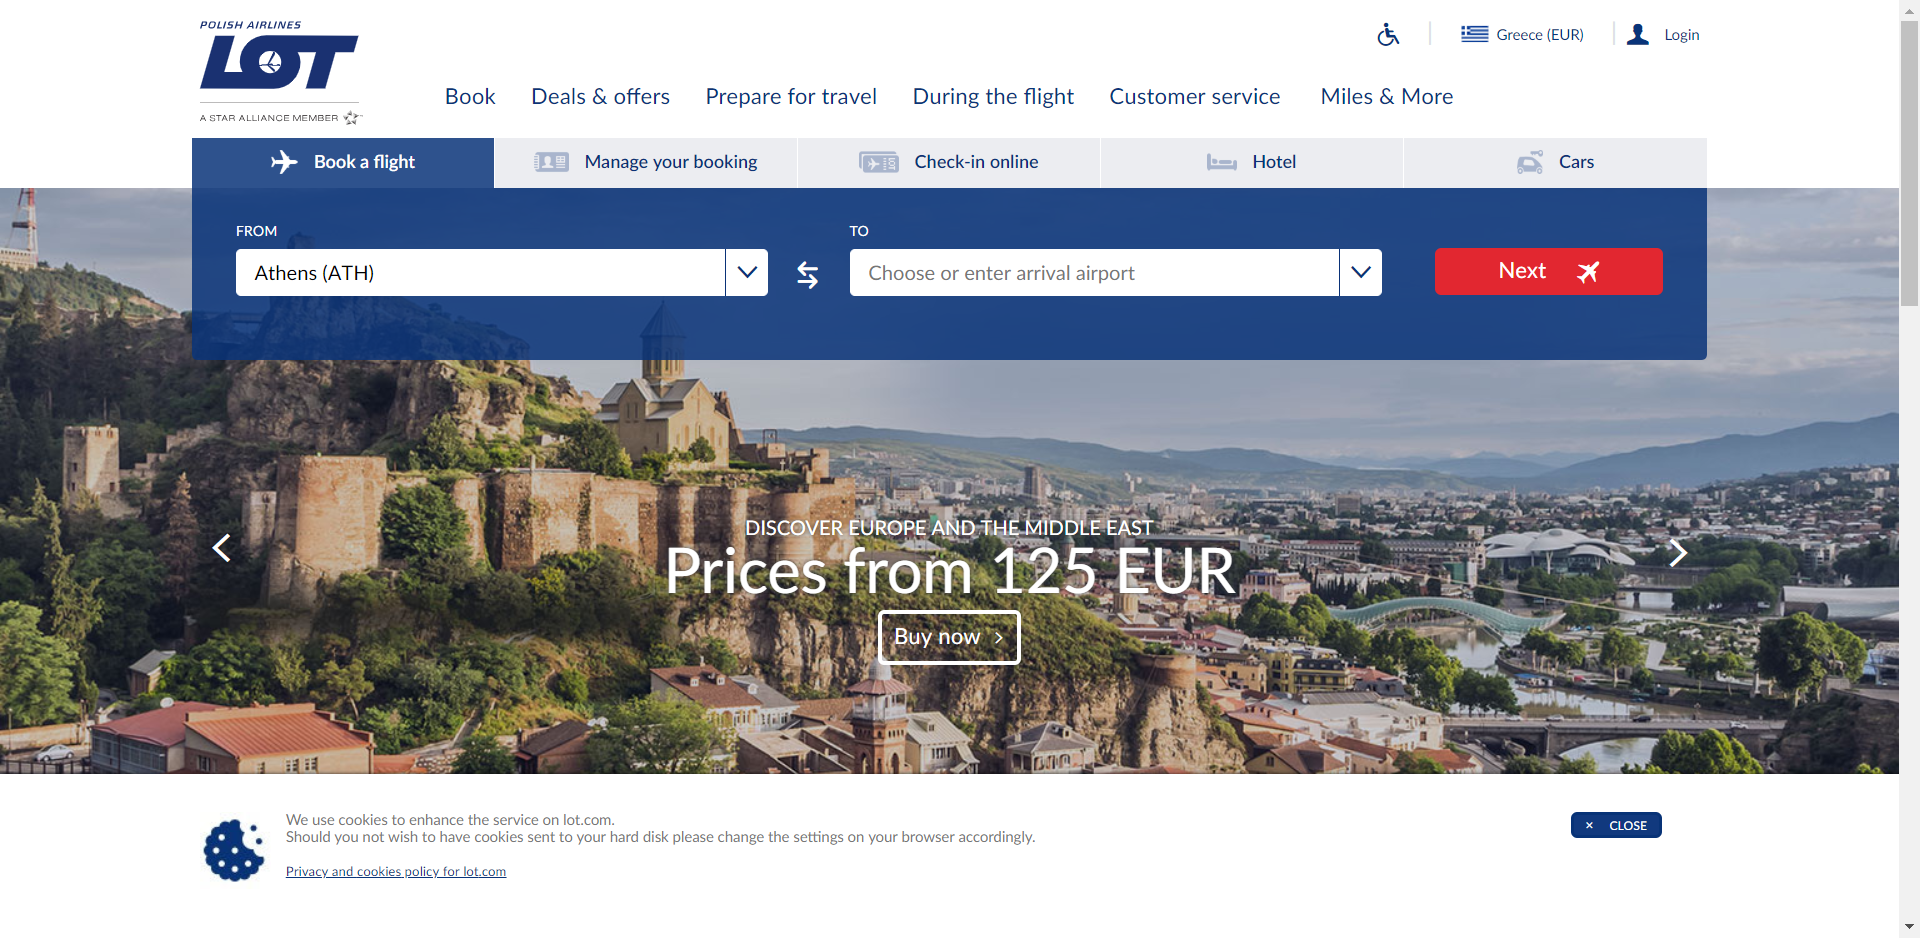 POLISH AIRLINES
LOT
A STAR ALLIANCE MEMBER
Greece (EUR)
Login
Book
Deals & offers
Prepare for travel
During the flight
Customer service
Miles & More
Book a flight
Manage your booking
Check-in online
Hotel
Cars
FROM
TO
Athens (ATH)
Choose or enter arrival airport
Next
DISCOVER EUROPE AND THE MIDDLE EAST
Prices from 125 EUR
Buy now >
We use cookies to enhance the service on lot.com.
Should you not wish to have cookies sent to your hard disk please change the settings on your browser accordingly.
Privacy and cookies policy for lot.com
× CLOSE